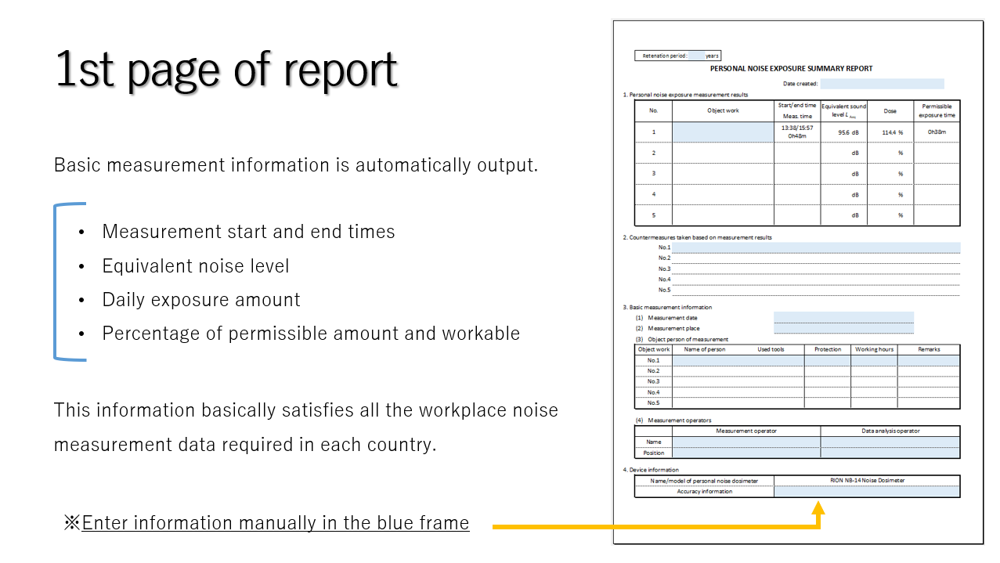 1st page of report
Basic measurement information is automatically output.
• Measurement start and end times
• Equivalent noise level
• Daily exposure amount
• Percentage of permissible amount and workable
This information basically satisfies all the workplace noise
measurement data required in each country.
※Enter information manually in the blue frame
Retenation period: years
PERSONAL NOISE EXPOSURE SUMMARY REPORT
Date created:
1. Personal noise exposure measurement results
No. Object work Start/end time Meas. time Equivalent sound level L Aeq Dose Permissible exposure time
1 13:38/15:57 0h48m 95.6 dB 114.4 % 0h38m
2 dB %
3 dB %
4 dB %
5 dB %
2. Countermeasures taken based on measurement results
No.1
No.2
No.3
No.4
No.5
3. Basic measurement information
(1) Measurement date
(2) Measurement place
(3) Object person of measurement
Object work Name of person Used tools Protection Working hours Remarks
No.1
No.2
No.3
No.4
No.5
(4) Measurement operators
Measurement operator Data analysis operator
Name
Position
4. Device information
Name/model of personal noise dosimeter RION NB-14 Noise Dosimeter
Accuracy information